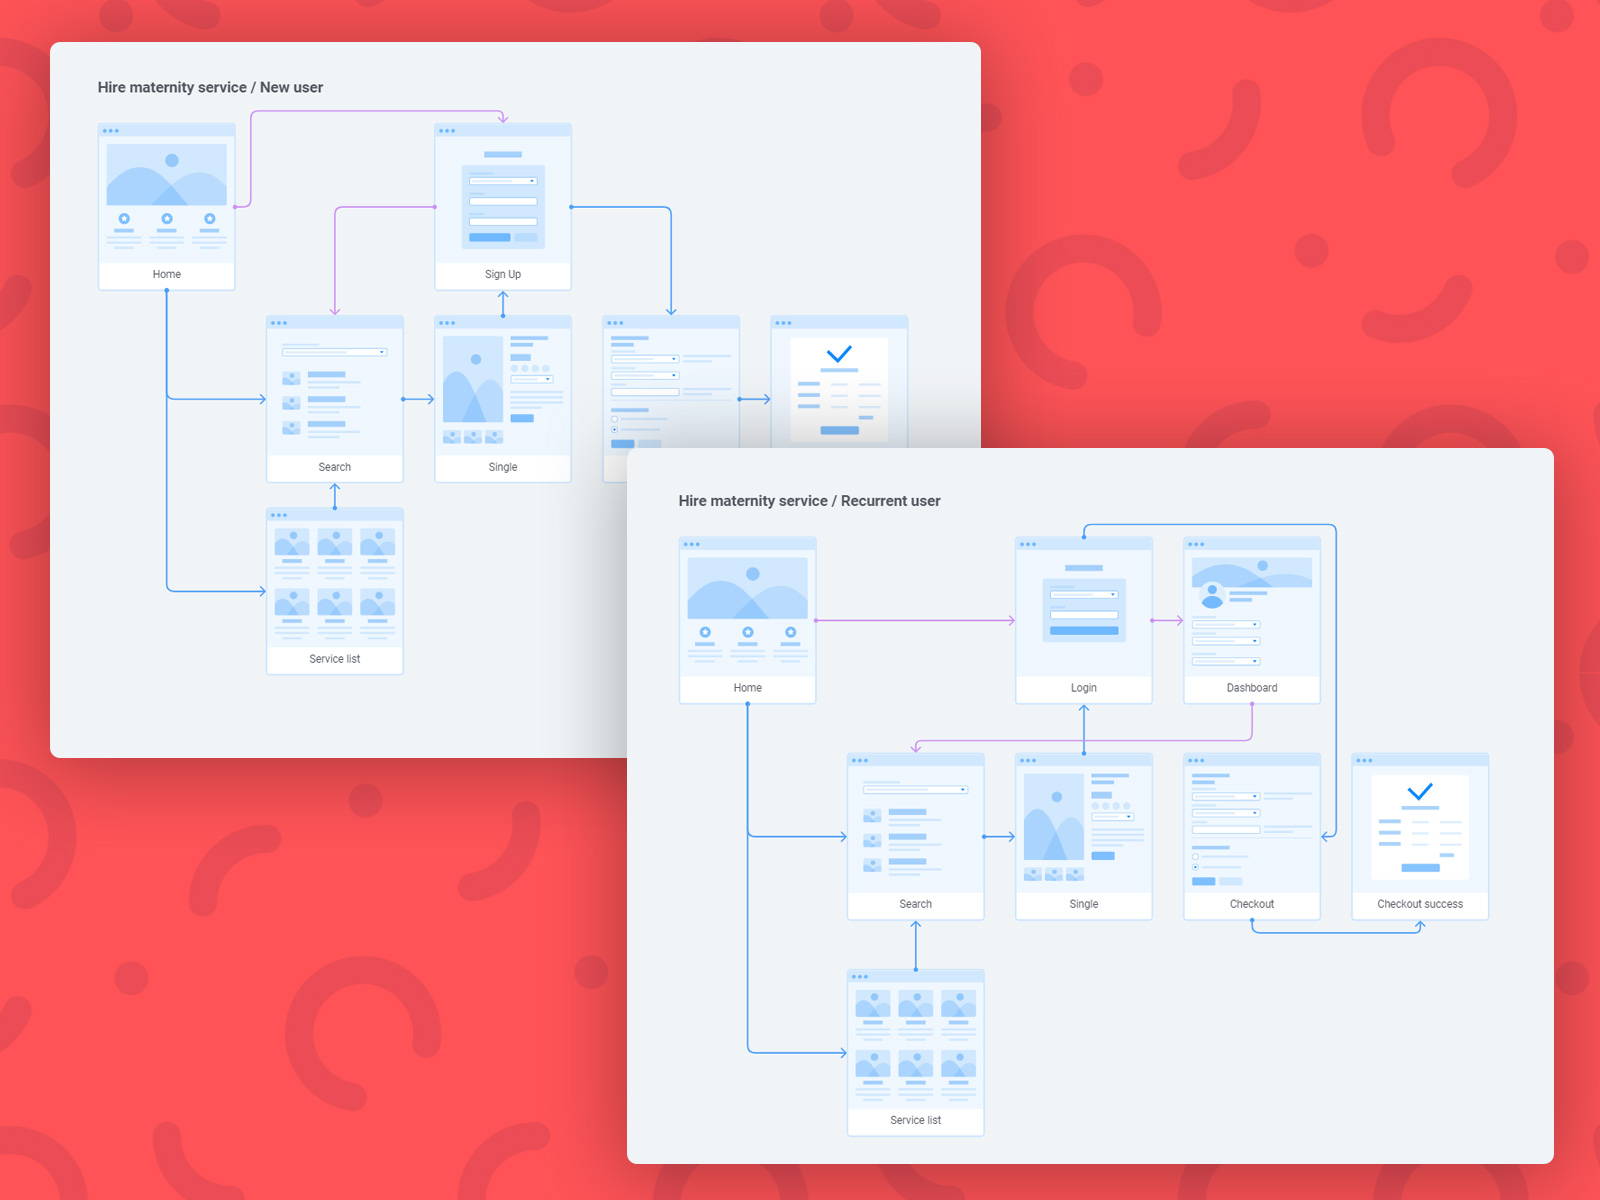 Hire maternity service / New user
Home
Sign Up
Search
Single
Service list
Hire maternity service / Recurrent user
Home
Login
Dashboard
Search
Single
Checkout
Checkout success
Service list